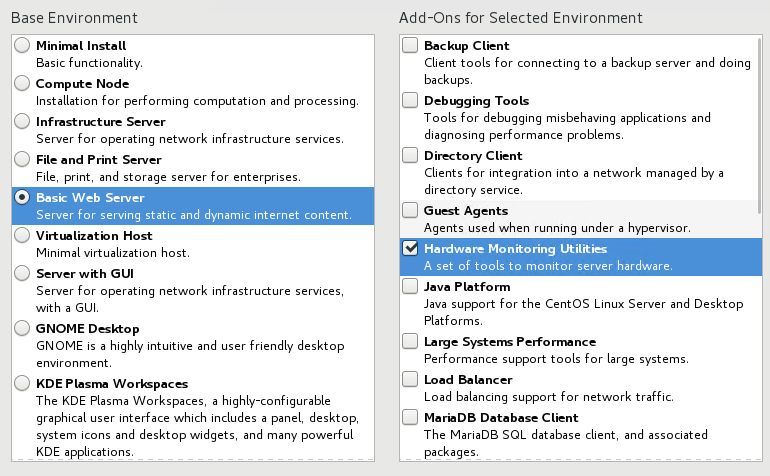 Base Environment
Minimal Install
Basic functionality.
Compute Node
Installation for performing computation and processing.
Infrastructure Server
Server for operating network infrastructure services.
File and Print Server
File, print, and storage server for enterprises.
Basic Web Server
Server for serving static and dynamic internet content.
Virtualization Host
Minimal virtualization host.
Server with GUI
Server for operating network infrastructure services,
with a GUI.
GNOME Desktop
GNOME is a highly intuitive and user friendly desktop
environment.
KDE Plasma Workspaces
The KDE Plasma Workspaces, a highly-configurable
graphical user interface which includes a panel, desktop,
system icons and desktop widgets, and many powerful
KDE applications.
Add-Ons for Selected Environment
Backup Client
Client tools for connecting to a backup server and doing
backups.
Debugging Tools
Tools for debugging misbehaving applications and
diagnosing performance problems.
Directory Client
Clients for integration into a network managed by a
directory service.
Guest Agents
Agents used when running under a hypervisor.
Hardware Monitoring Utilities
A set of tools to monitor server hardware.
Java Platform
Java support for the CentOS Linux Server and Desktop
Platforms.
Large Systems Performance
Performance support tools for large systems.
Load Balancer
Load balancing support for network traffic.
MariaDB Database Client
The MariaDB SQL database client, and associated
packages.